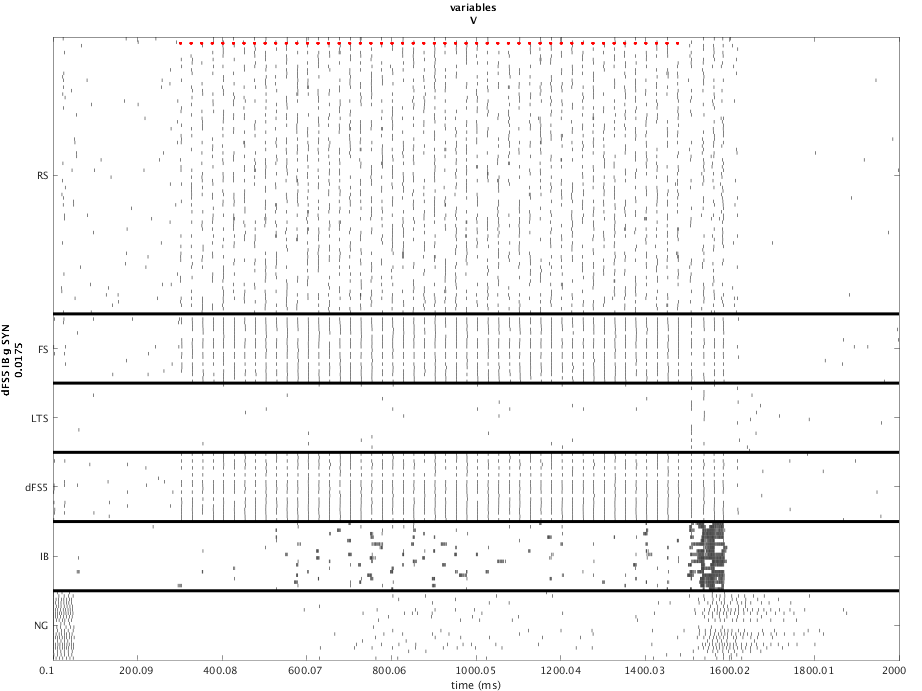 variables
V
dFS5 IB g SYN
0.0175
RS
FS
LTS
dFS5
IB
NG
0.1 200.09 400.08 600.07 800.06 1000.05 1200.04 1400.03 1600.02 1800.01 2000
time (ms)